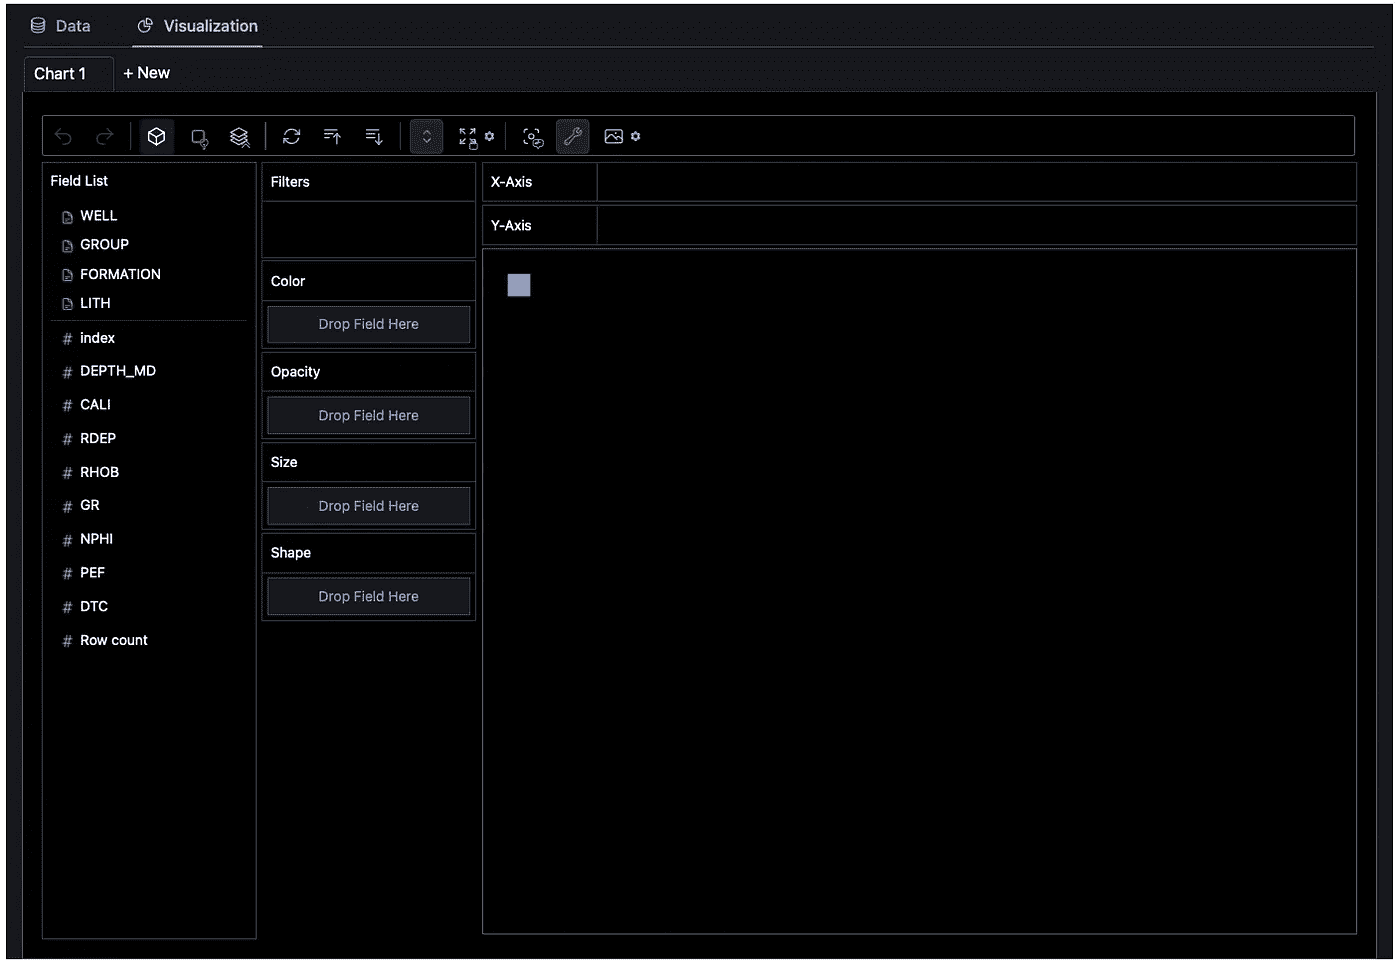 Data
Visualization
Chart 1
+ New
Field List
WELL
GROUP
FORMATION
LITH
# index
# DEPTH_MD
# CALI
# RDEP
# RHOB
# GR
# NPHI
# PEF
# DTC
# Row count
Filters
Color
Drop Field Here
Opacity
Drop Field Here
Size
Drop Field Here
Shape
Drop Field Here
X-Axis
Y-Axis